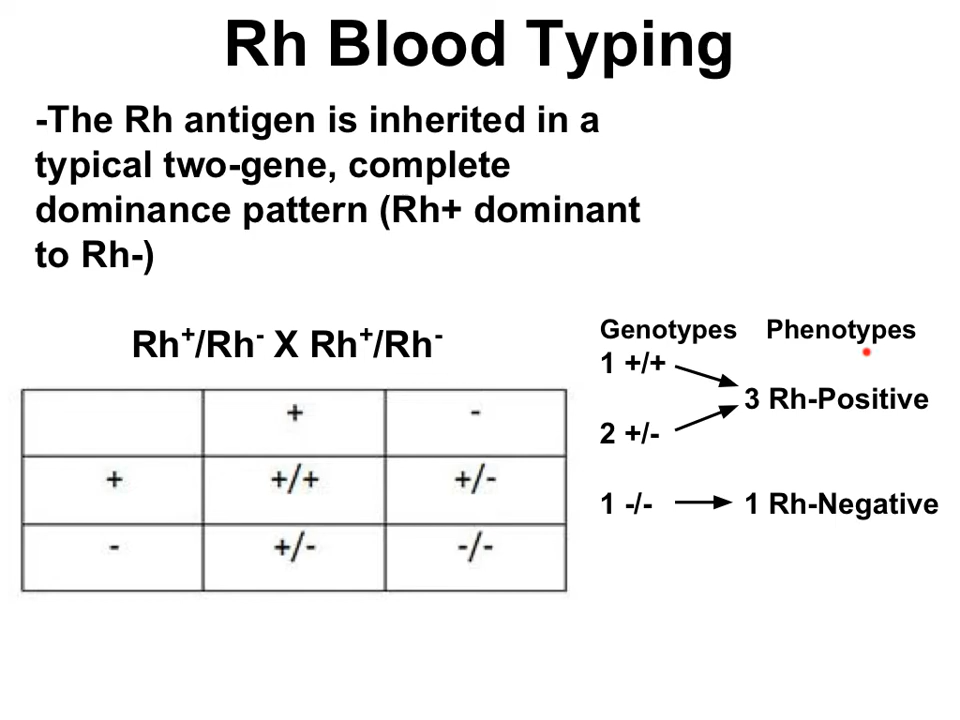 Rh Blood Typing
-The Rh antigen is inherited in a
typical two-gene, complete
dominance pattern (Rh+ dominant
to Rh-)
Rh⁺/Rh⁻ X Rh⁺/Rh⁻
+ -
+ +/+ +/-
- +/- -/-
Genotypes Phenotypes
1 +/+
3 Rh-Positive
2 +/-
1 -/- 1 Rh-Negative